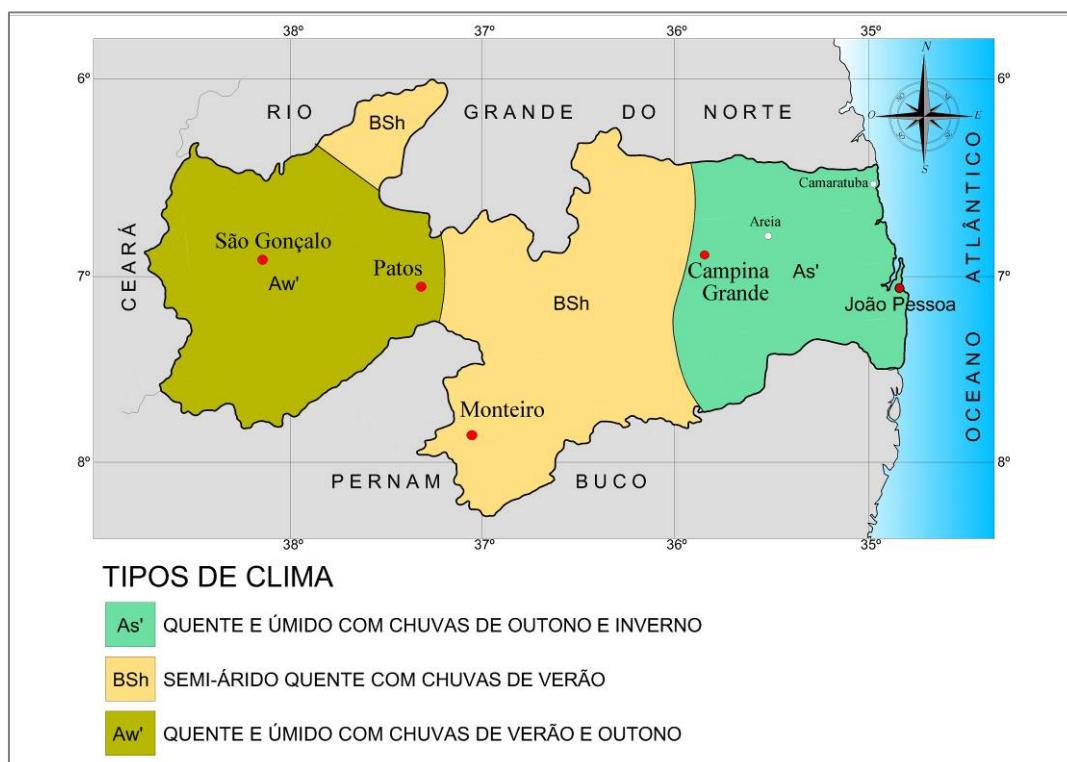 38º 37º 36º 35º
N
6º 6º
RIO GRANDE DO NORTE
BSh
O E
S
CEARÁ
OCEANO ATLÂNTICO
Camaratuba
Areia
São Gonçalo
Aw'
Patos
Campina
Grande
As'
7º 7º
João Pessoa
BSh
Monteiro
8º 8º
PERNAM BUCO
38º 37º 36º 35º
TIPOS DE CLIMA
As' QUENTE E ÚMIDO COM CHUVAS DE OUTONO E INVERNO
BSh SEMI-ÁRIDO QUENTE COM CHUVAS DE VERÃO
Aw' QUENTE E ÚMIDO COM CHUVAS DE VERÃO E OUTONO